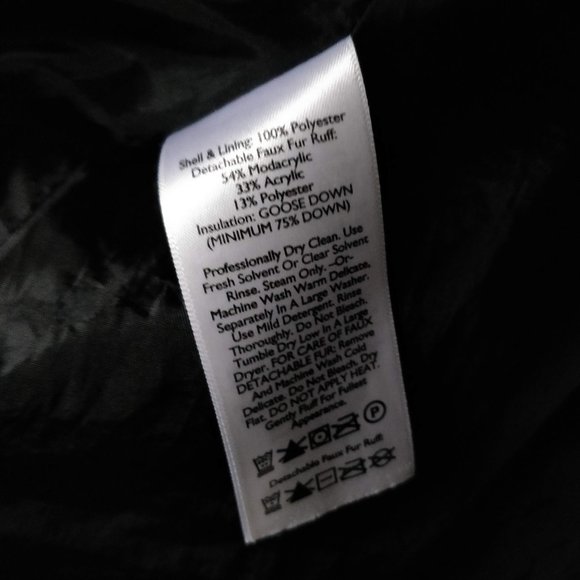 Shell & Lining: 100% Polyester
Detachable Faux Fur Ruff:
54% Modacrylic
33% Acrylic
13% Polyester
Insulation: GOOSE DOWN
(MINIMUM 75% DOWN)
Professionally Dry Clean. Use
Fresh Solvent Or Clear Solvent
Rinse. Steam Only. -Or-
Machine Wash Warm Delicate,
Separately In A Large Washer.
Use Mild Detergent. Rinse
Thoroughly. Do Not Bleach.
Tumble Dry Low In A Large
Dryer. FOR CARE OF FAUX
DETACHABLE FUR: Remove
And Machine Wash Cold
Delicate. Do Not Bleach. Dry
Flat. DO NOT APPLY HEAT.
Gently Fluff For Fullest
Appearance.
P
Detachable Faux Fur Ruff: